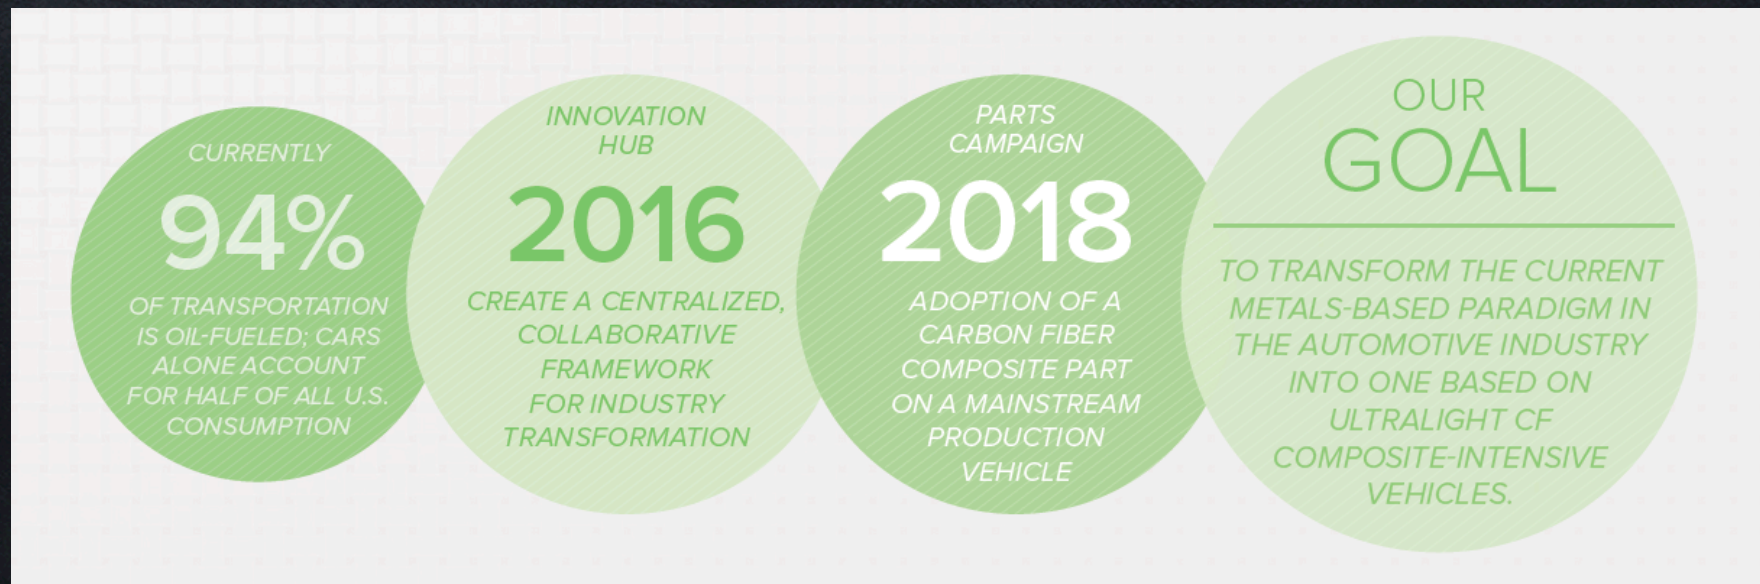 CURRENTLY
94%
OF TRANSPORTATION
IS OIL-FUELED; CARS
ALONE ACCOUNT
FOR HALF OF ALL U.S.
CONSUMPTION
INNOVATION
HUB
2016
CREATE A CENTRALIZED,
COLLABORATIVE
FRAMEWORK
FOR INDUSTRY
TRANSFORMATION
PARTS
CAMPAIGN
2018
ADOPTION OF A
CARBON FIBER
COMPOSITE PART
ON A MAINSTREAM
PRODUCTION
VEHICLE
OUR
GOAL
TO TRANSFORM THE CURRENT
METALS-BASED PARADIGM IN
THE AUTOMOTIVE INDUSTRY
INTO ONE BASED ON
ULTRALIGHT CF
COMPOSITE-INTENSIVE
VEHICLES.